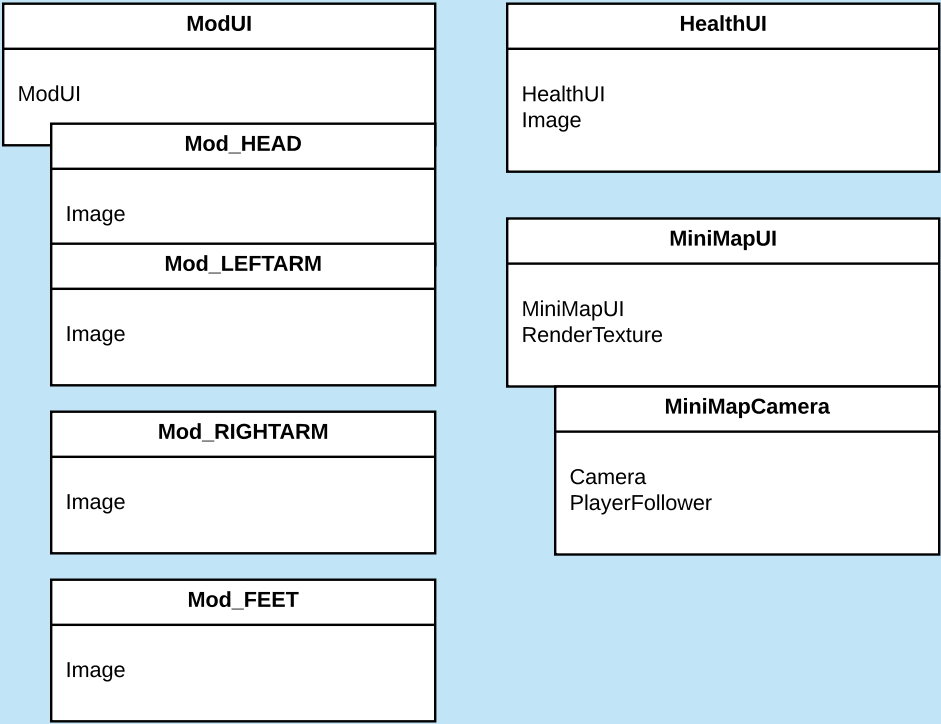 ModUI
ModUI
Mod_HEAD
Image
Mod_LEFTARM
Image
Mod_RIGHTARM
Image
Mod_FEET
Image
HealthUI
HealthUI
Image
MiniMapUI
MiniMapUI
RenderTexture
MiniMapCamera
Camera
PlayerFollower